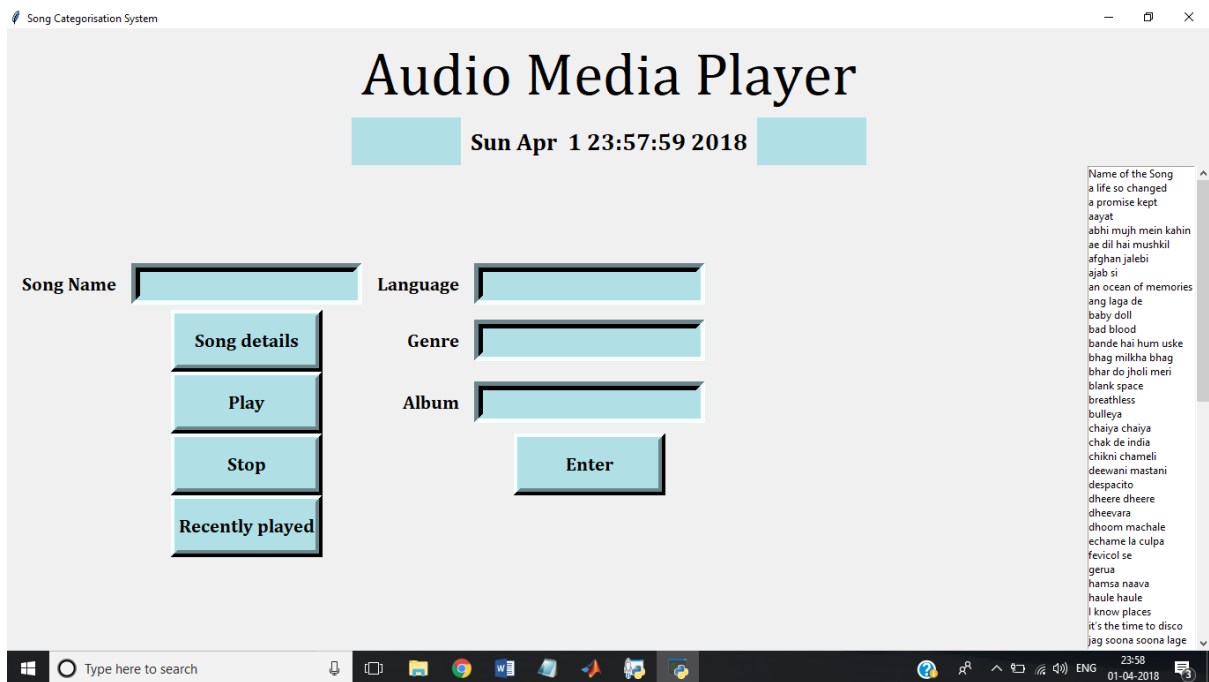 Song Categorisation System
Audio Media Player
Sun Apr  1 23:57:59 2018
Song Name
Song details
Play
Stop
Recently played
Language
Genre
Album
Enter
Name of the Song
a life so changed
a promise kept
aayat
abhi mujh mein kahin
ae dil hai mushkil
afghan jalebi
ajab si
an ocean of memories
ang laga de
baby doll
bad blood
bande hai hum uske
bhag milkha bhag
bhar do jholi meri
blank space
breathless
bulleya
chaiya chaiya
chak de india
chikni chameli
deewani mastani
despacito
dheere dheere
dheevara
dhoom machale
echame la culpa
fevicol se
gerua
hamsa naava
haule haule
I know places
it's the time to disco
jag soona soona lage
Type here to search
ENG
23:58
01-04-2018
3